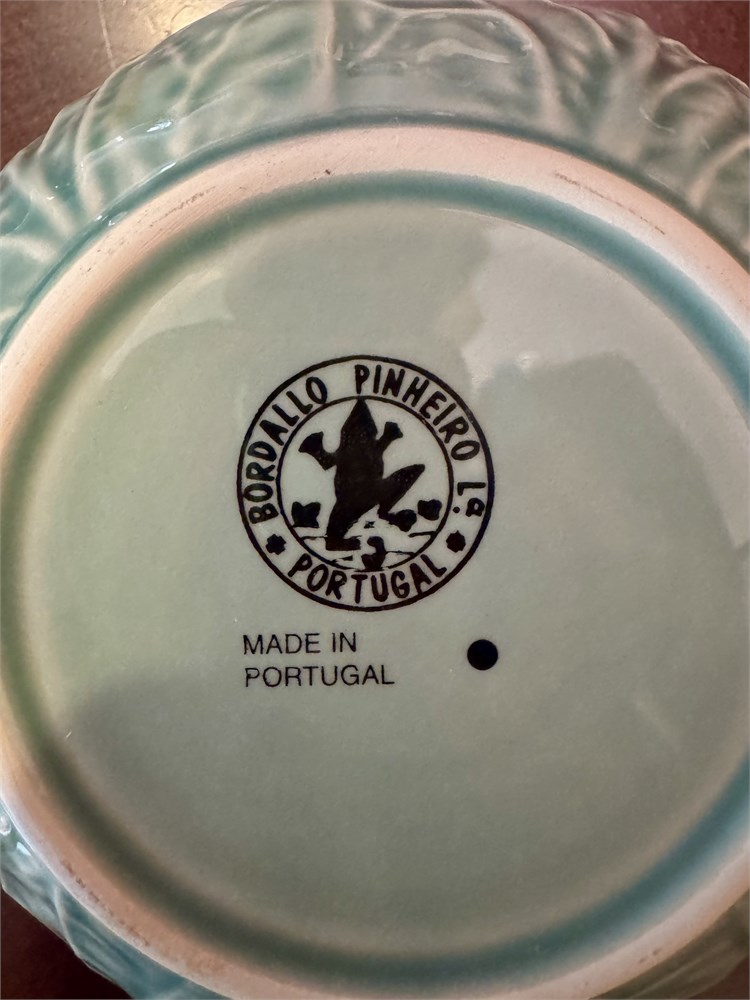 BORDALLO PINHEIRO Lª.
PORTUGAL
MADE IN
PORTUGAL